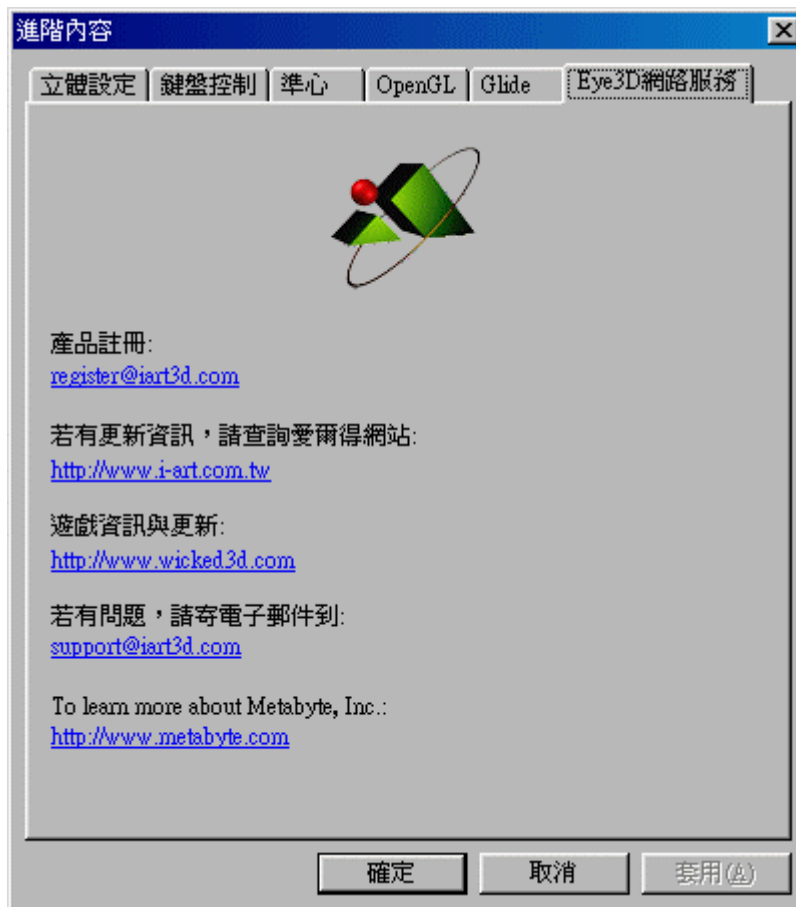 進階內容
立體設定 鍵盤控制 準心 OpenGL Glide Eye3D網路服務
產品註冊:
register@iart3d.com
若有更新資訊，請查詢愛爾得網站:
http://www.i-art.com.tw
遊戲資訊與更新:
http://www.wicked3d.com
若有問題，請寄電子郵件到:
support@iart3d.com
To learn more about Metabyte, Inc.:
http://www.metabyte.com
確定 取消 套用(A)